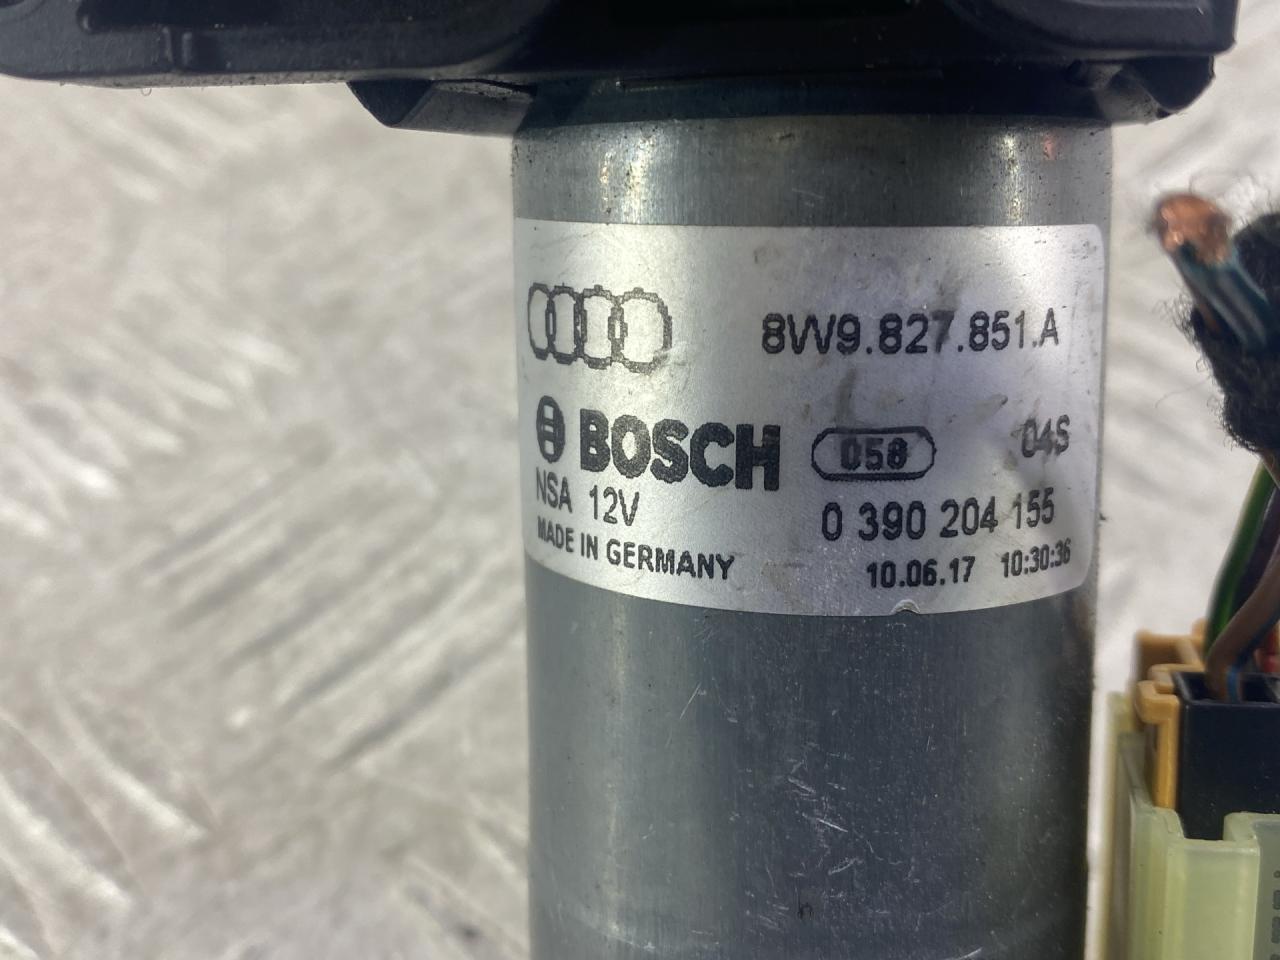 8W9.827.851.A
BOSCH 058 04S
NSA 12V 0 390 204 155
MADE IN GERMANY 10.06.17 10:30:36